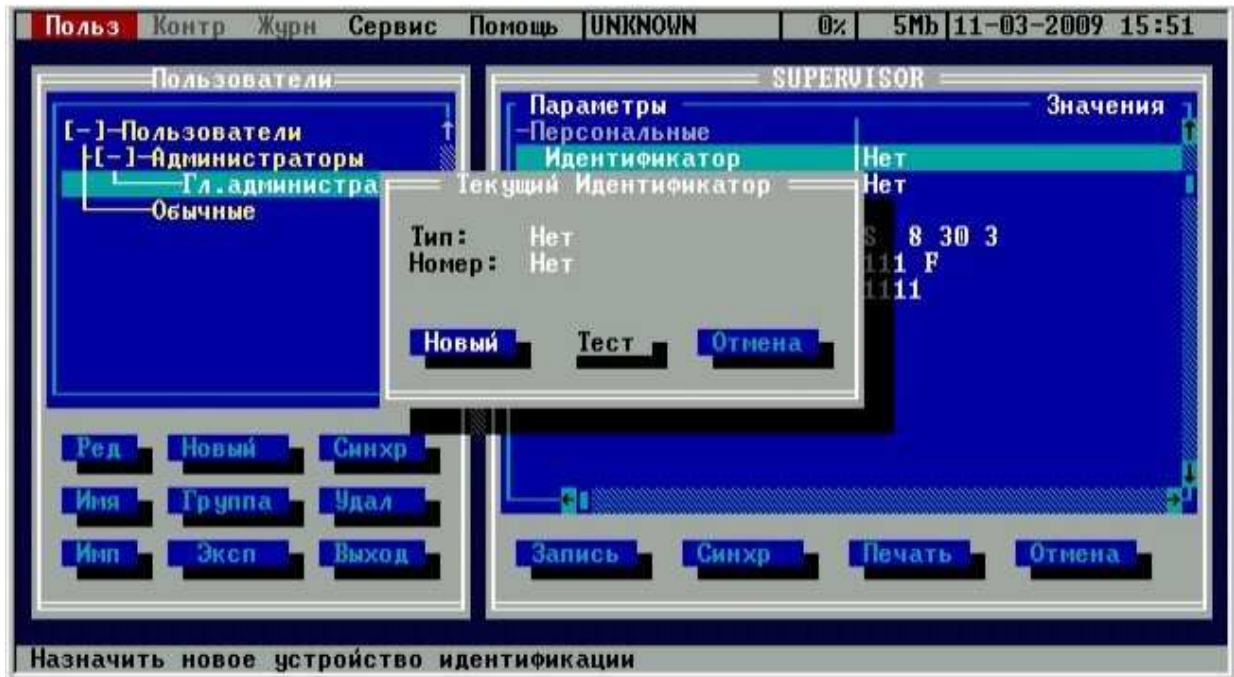 Польз Контр Журн Сервис Помощь UNKNOWN 0% 5Mb 11-03-2009 15:51
Пользователи
[-]-Пользователи
[-]-Администраторы
Гл.администра
Обычные
Ред Новый Синхр
Имя Группа Удал
Имп Эксп Выход
SUPERVISOR
Параметры Значения
Персональные
Идентификатор Нет
Нет
S 8 30 3
111 F
1111
Текущий Идентификатор
Тип: Нет
Номер: Нет
Новый Тест Отмена
Запись Синхр Печать Отмена
Назначить новое устройство идентификации